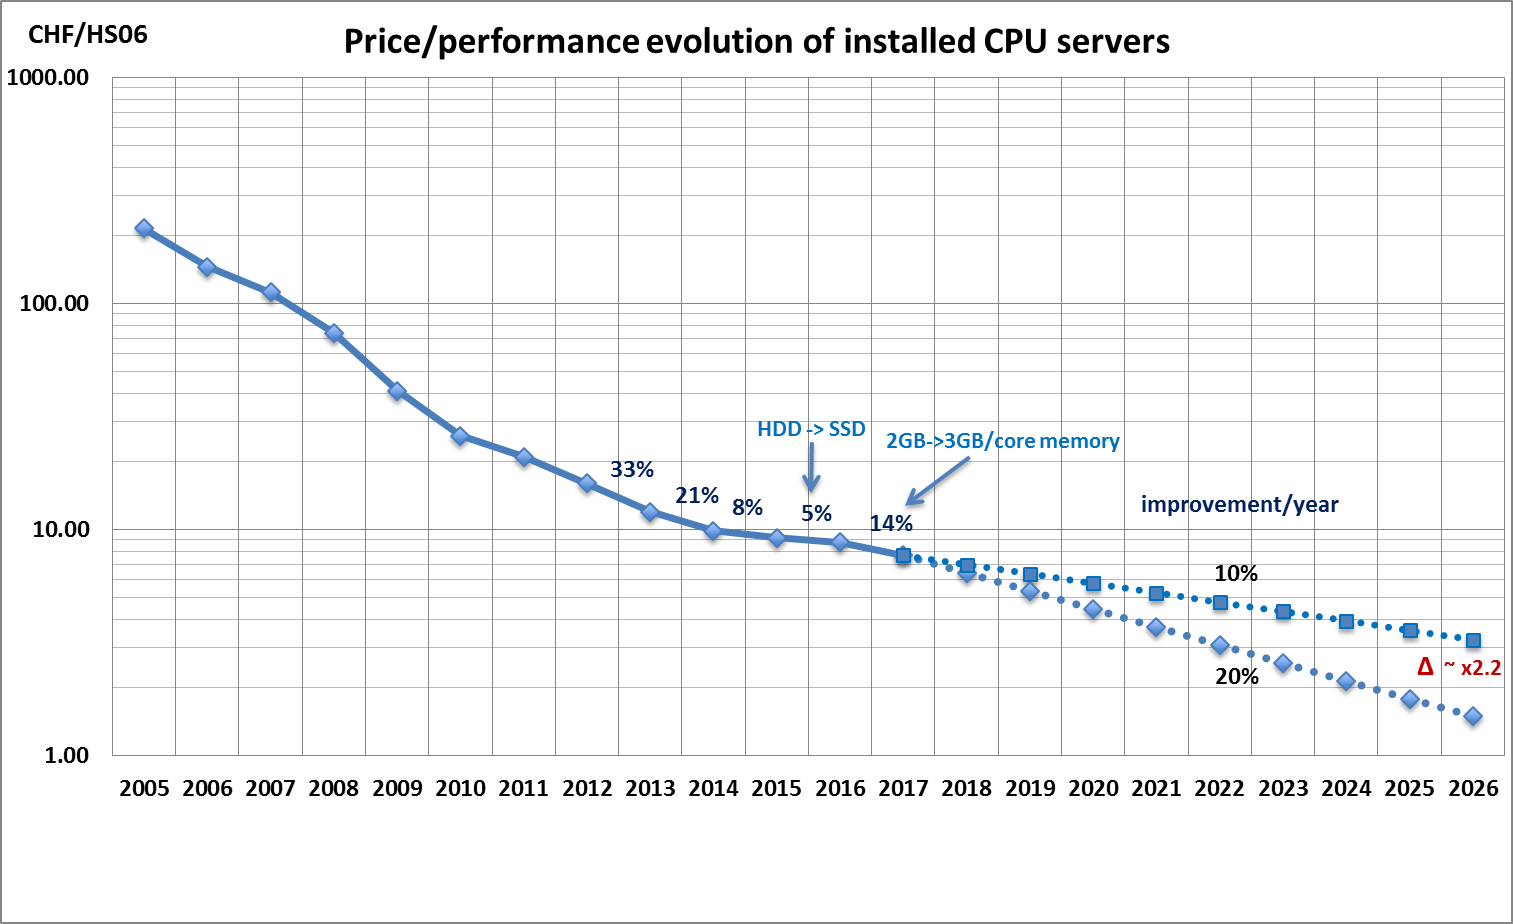 CHF/HS06
Price/performance evolution of installed CPU servers
1000.00
100.00
10.00
1.00
HDD -> SSD
2GB->3GB/core memory
33%
21%
8%
5%
14%
improvement/year
10%
20%
Δ ~ x2.2
2005 2006 2007 2008 2009 2010 2011 2012 2013 2014 2015 2016 2017 2018 2019 2020 2021 2022 2023 2024 2025 2026